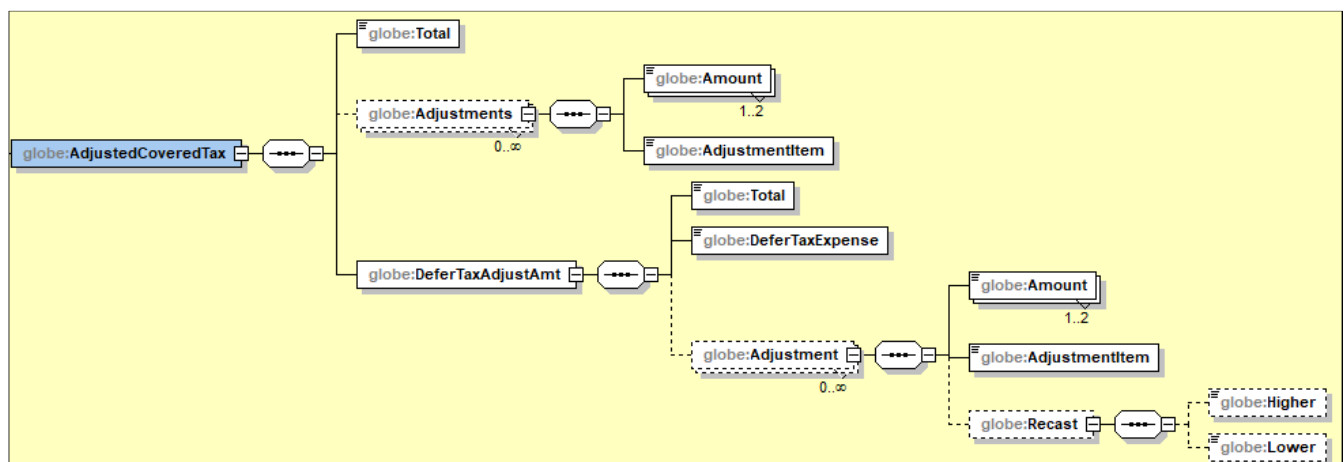 globe:Total
globe:Amount
1..2
globe:Adjustments
0..∞
globe:AdjustmentItem
globe:AdjustedCoveredTax
globe:Total
globe:DeferTaxExpense
globe:DeferTaxAdjustAmt
globe:Amount
1..2
globe:Adjustment
0..∞
globe:AdjustmentItem
globe:Recast
globe:Higher
globe:Lower